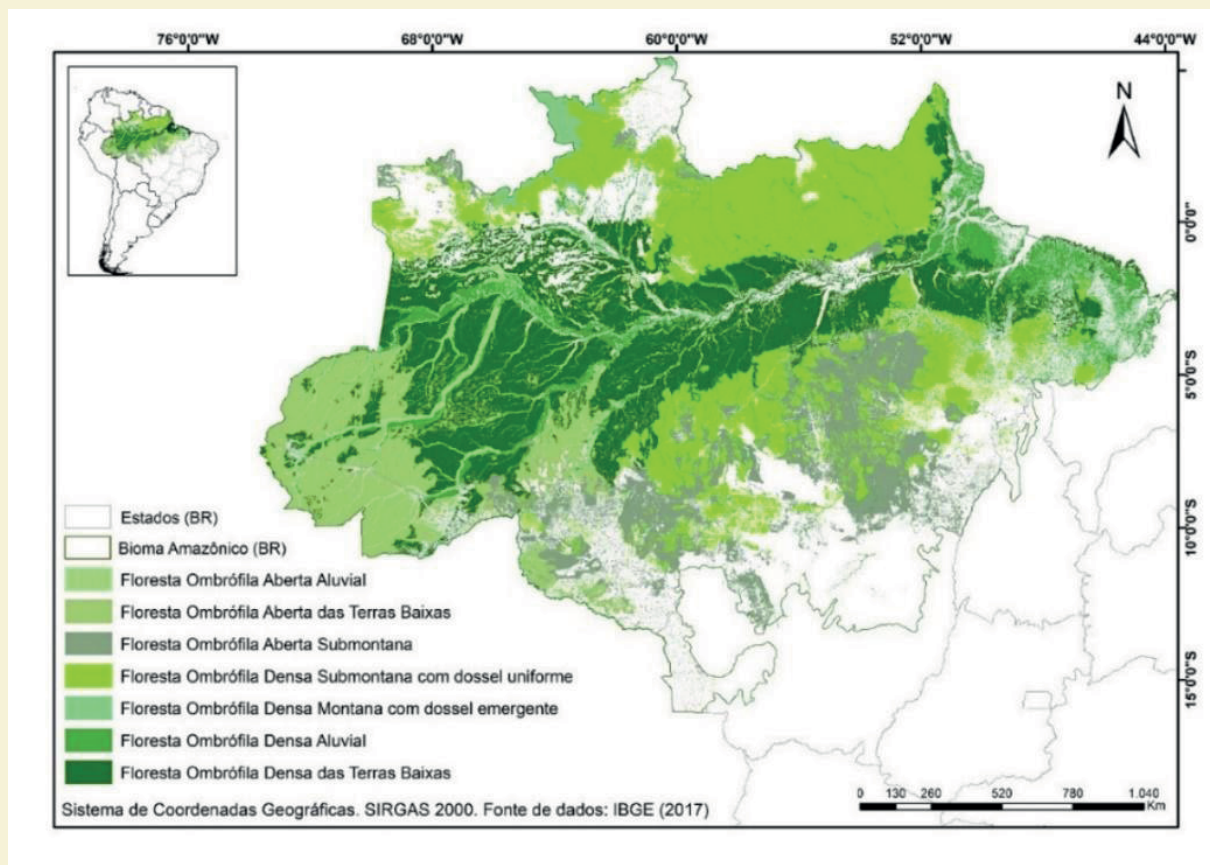 76°0'0"W 68°0'0"W 60°0'0"W 52°0'0"W 44°0'0"W
N
0°0'0"
5°0'0"S
10°0'0"S
15°0'0"S
Estados (BR)
Bioma Amazônico (BR)
Floresta Ombrófila Aberta Aluvial
Floresta Ombrófila Aberta das Terras Baixas
Floresta Ombrófila Aberta Submontana
Floresta Ombrófila Densa Submontana com dossel uniforme
Floresta Ombrófila Densa Montana com dossel emergente
Floresta Ombrófila Densa Aluvial
Floresta Ombrófila Densa das Terras Baixas
0 130 260 520 780 1.040
Km
Sistema de Coordenadas Geográficas. SIRGAS 2000. Fonte de dados: IBGE (2017)